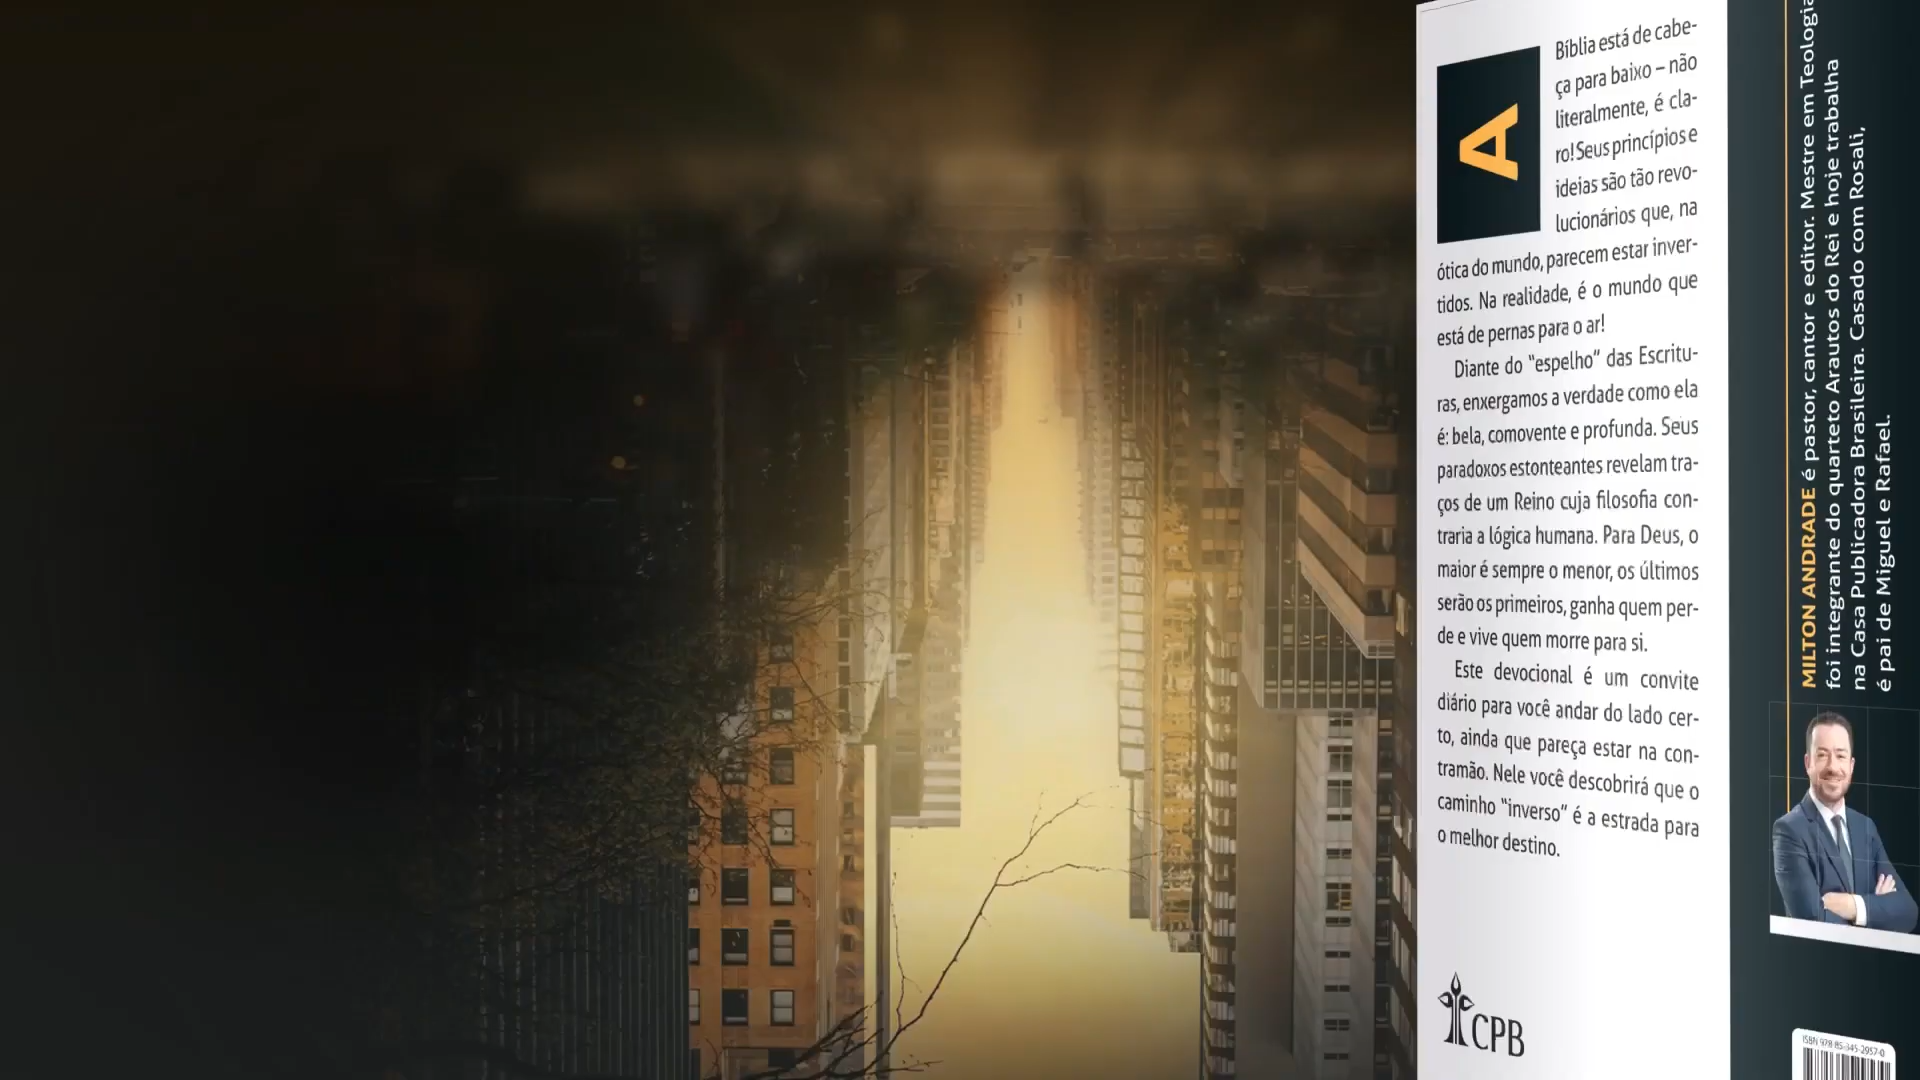 A
Bíblia está de cabe-
ça para baixo – não
literalmente, é cla-
ro! Seus princípios e
ideias são tão revo-
lucionários que, na
ótica do mundo, parecem estar inver-
tidos. Na realidade, é o mundo que
está de pernas para o ar!
Diante do “espelho” das Escritu-
ras, enxergamos a verdade como ela
é: bela, comovente e profunda. Seus
paradoxos estonteantes revelam tra-
ços de um Reino cuja filosofia con-
traria a lógica humana. Para Deus, o
maior é sempre o menor, os últimos
serão os primeiros, ganha quem per-
de e vive quem morre para si.
Este devocional é um convite
diário para você andar do lado cer-
to, ainda que pareça estar na con-
tramão. Nele você descobrirá que o
caminho “inverso” é a estrada para
o melhor destino.
CPB
MILTON ANDRADE é pastor, cantor e editor. Mestre em Teologia,
foi integrante do quarteto Arautos do Rei e hoje trabalha
na Casa Publicadora Brasileira. Casado com Rosali,
é pai de Miguel e Rafael.
ISBN 978-85-345-2957-0